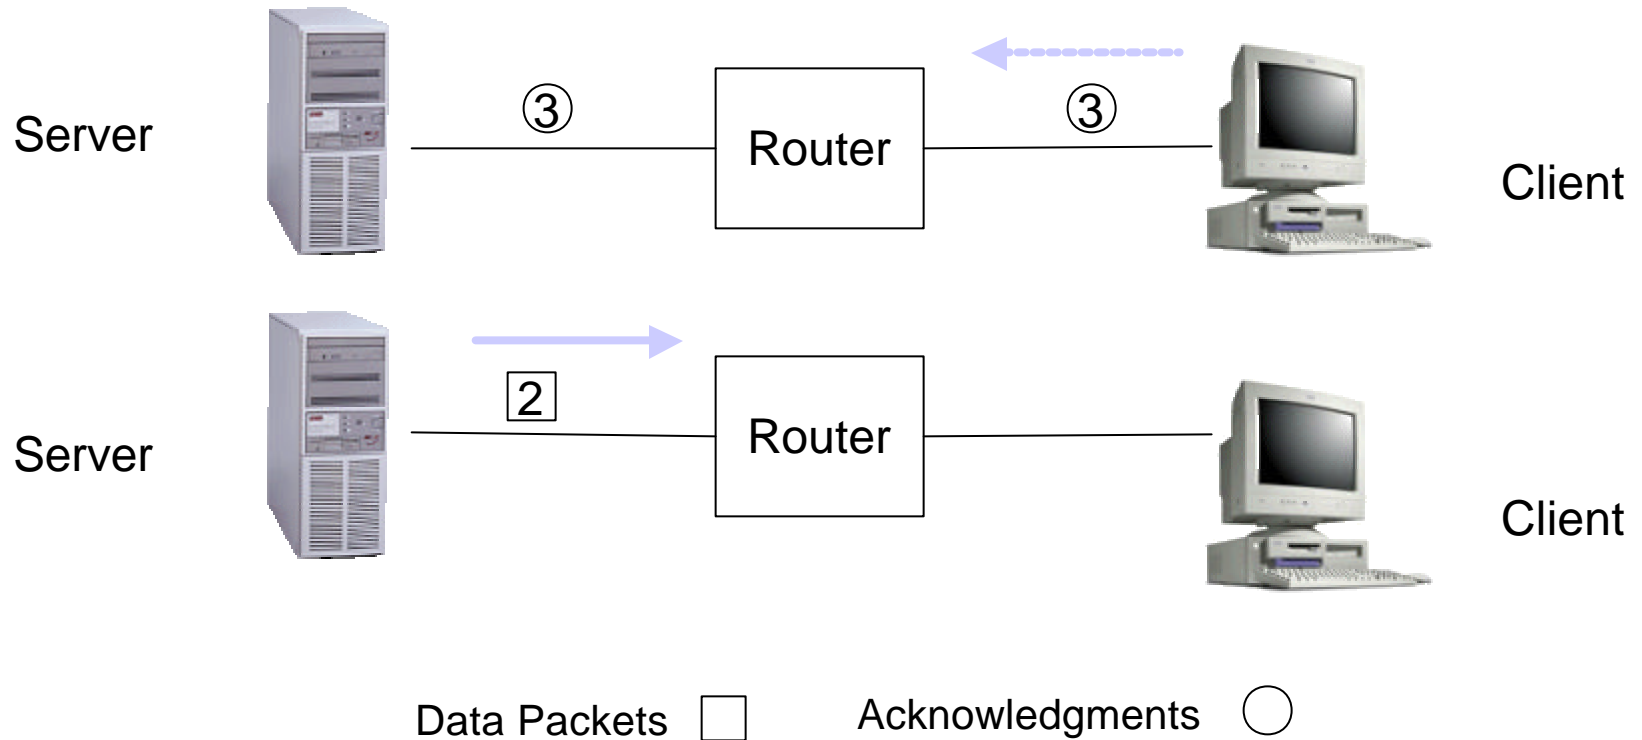 Server
3
Router
3
Client
Server
2
Router
Client
Data Packets
Acknowledgments